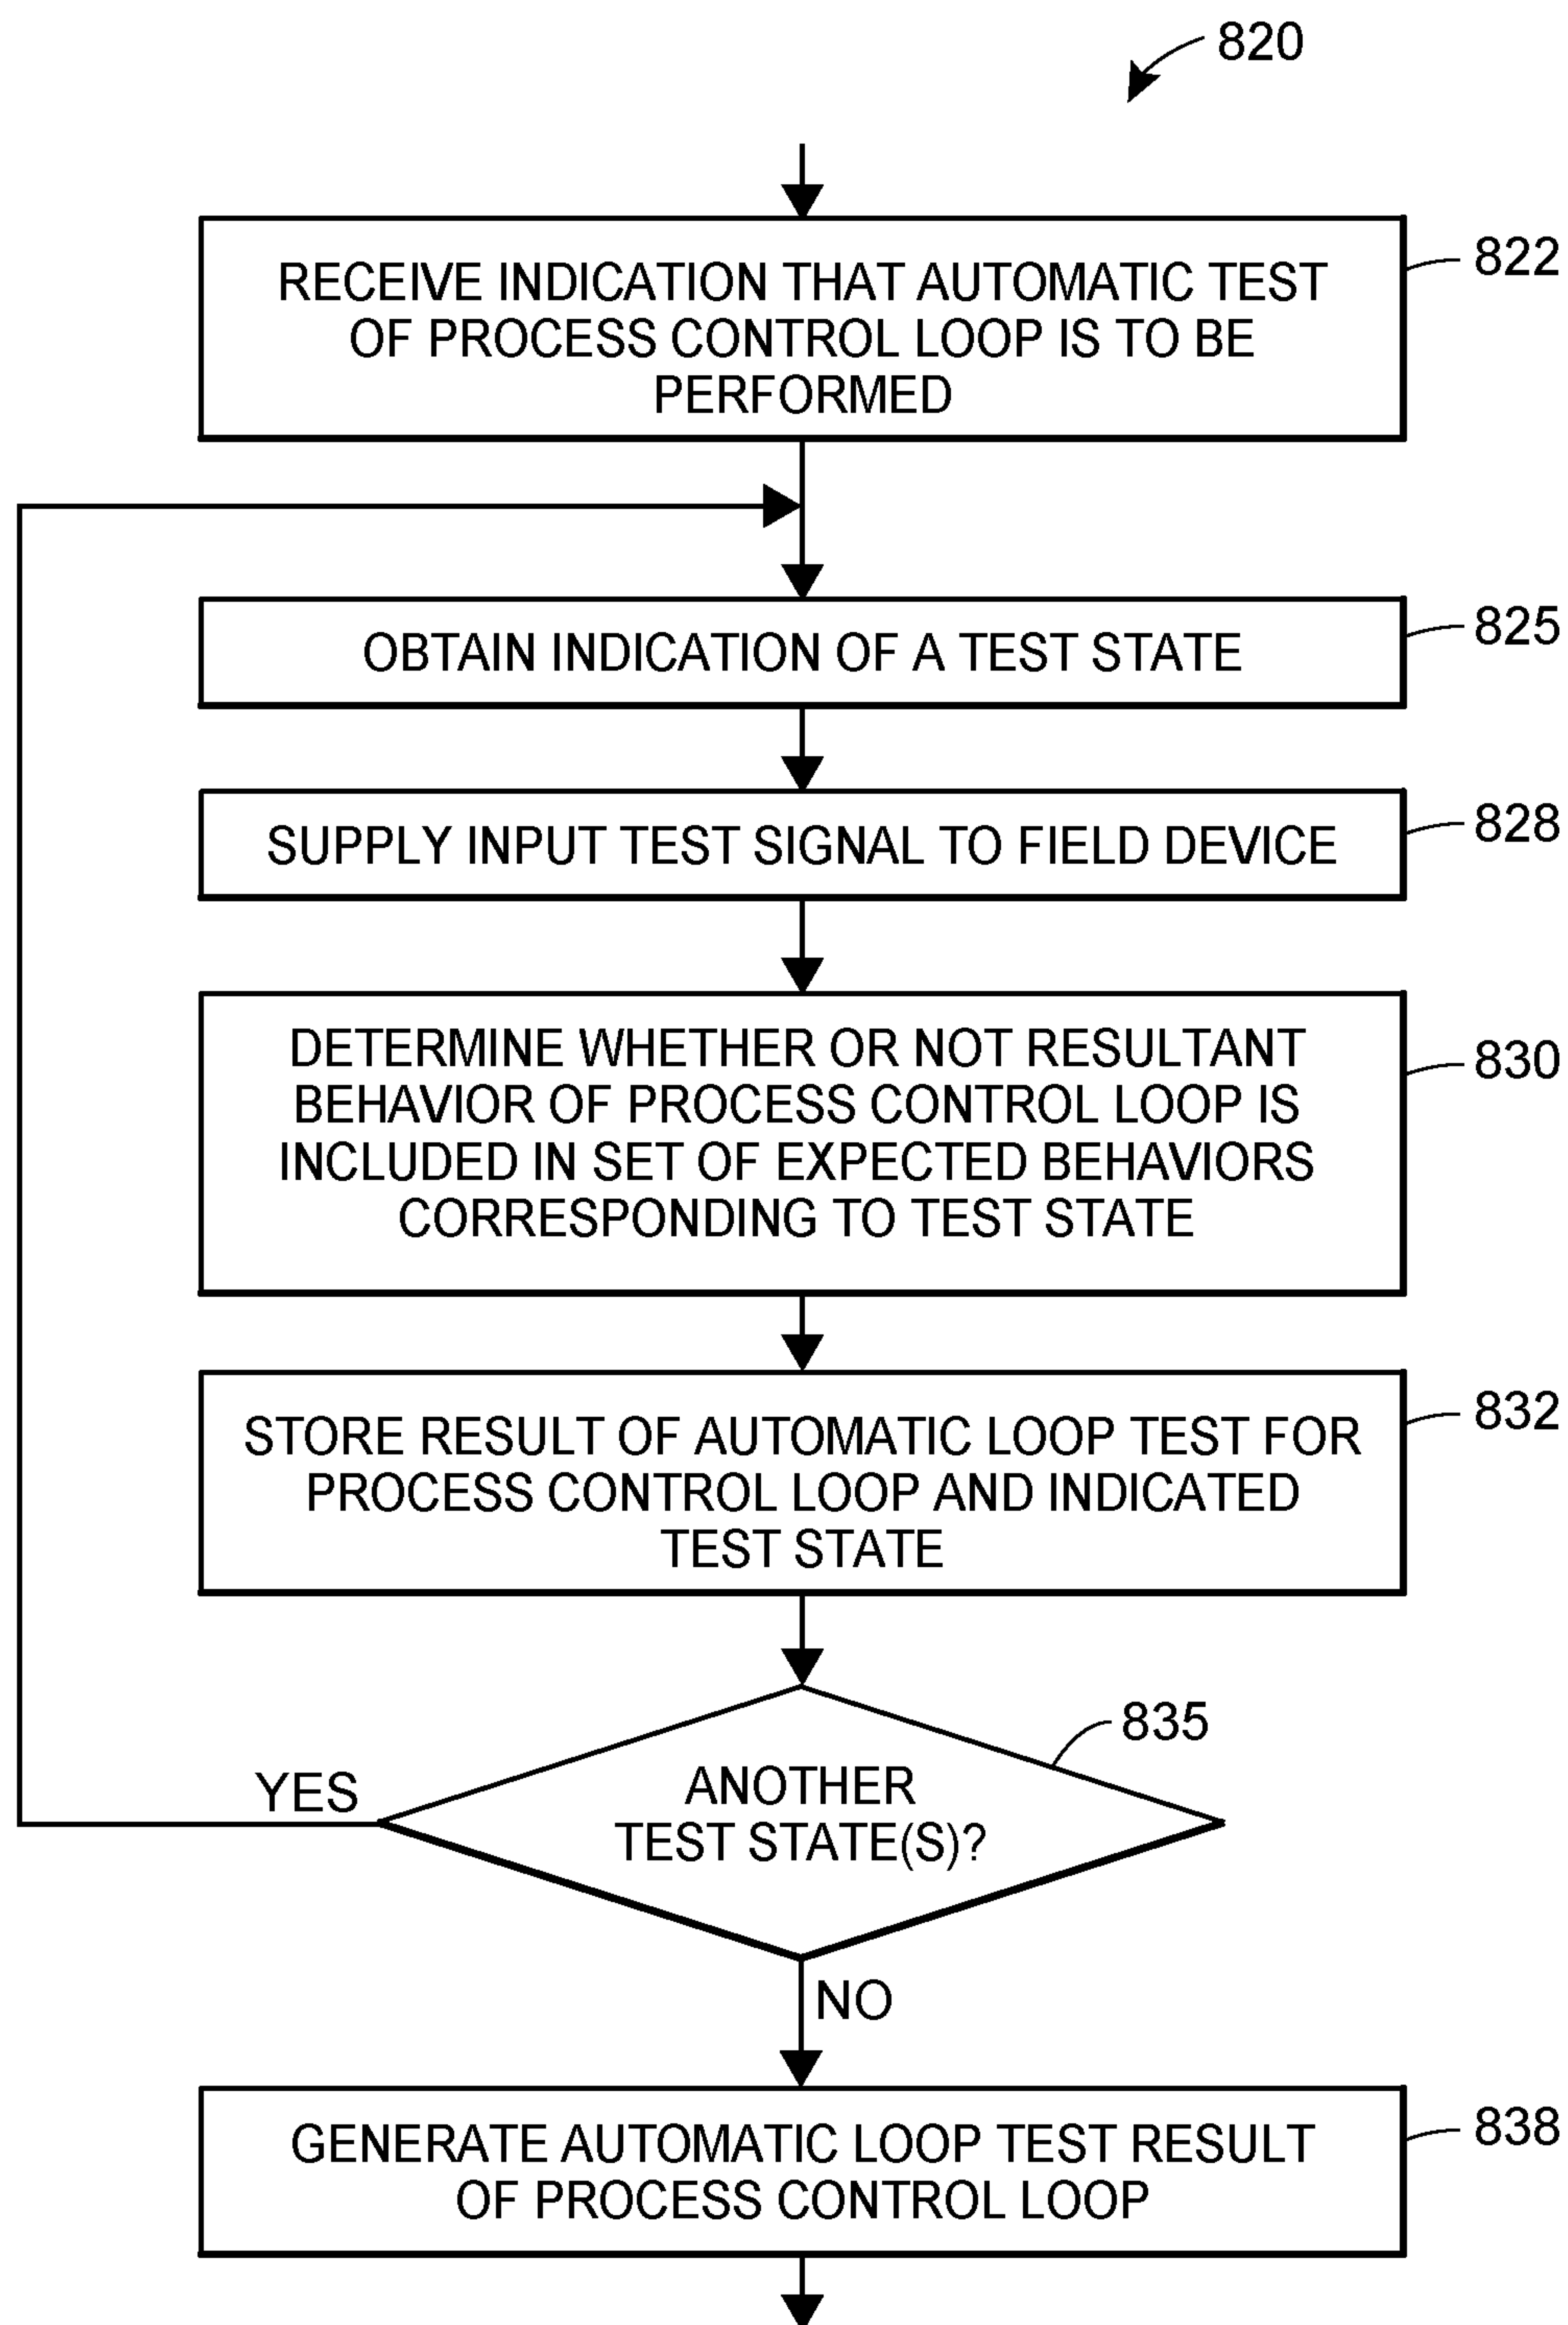 820
RECEIVE INDICATION THAT AUTOMATIC TEST
OF PROCESS CONTROL LOOP IS TO BE
PERFORMED
822
OBTAIN INDICATION OF A TEST STATE
825
SUPPLY INPUT TEST SIGNAL TO FIELD DEVICE
828
DETERMINE WHETHER OR NOT RESULTANT
BEHAVIOR OF PROCESS CONTROL LOOP IS
INCLUDED IN SET OF EXPECTED BEHAVIORS
CORRESPONDING TO TEST STATE
830
STORE RESULT OF AUTOMATIC LOOP TEST FOR
PROCESS CONTROL LOOP AND INDICATED
TEST STATE
832
835
YES
ANOTHER
TEST STATE(S)?
NO
GENERATE AUTOMATIC LOOP TEST RESULT
OF PROCESS CONTROL LOOP
838